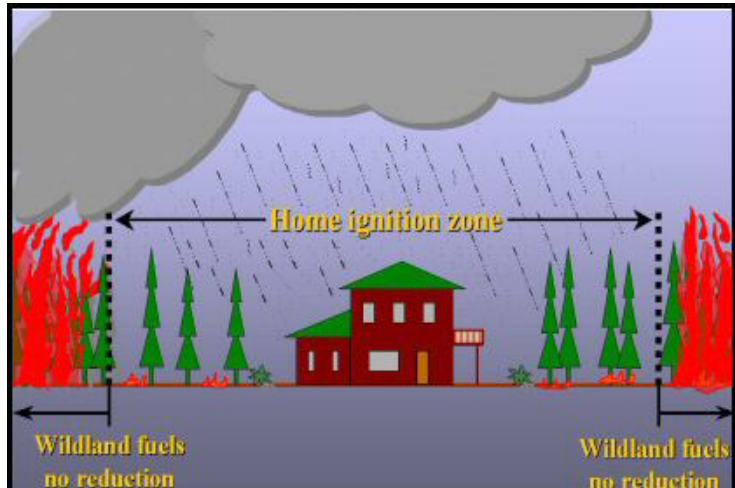 Home ignition zone
Wildland fuels
no reduction
Wildland fuels
no reduction